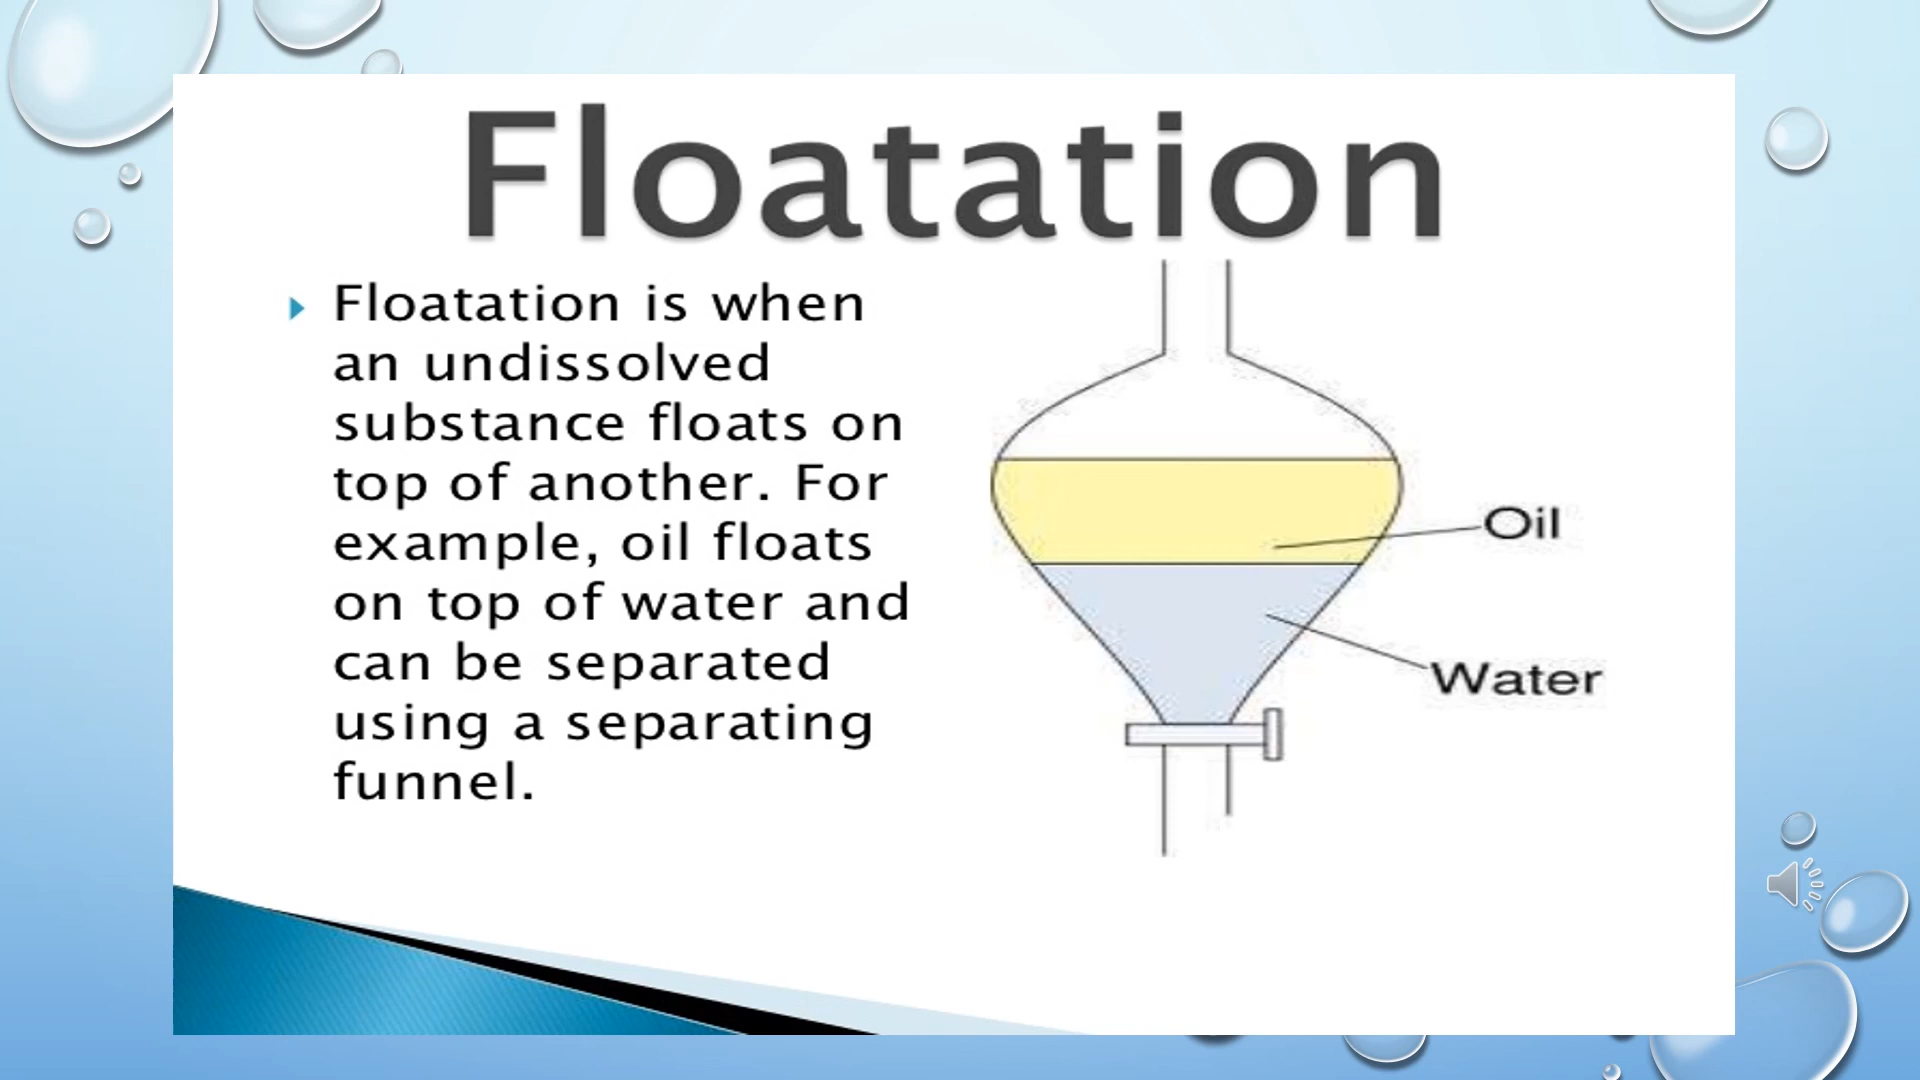 Floatation
Floatation is when
an undissolved
substance floats on
top of another. For
example, oil floats
on top of water and
can be separated
using a separating
funnel.
Oil
Water